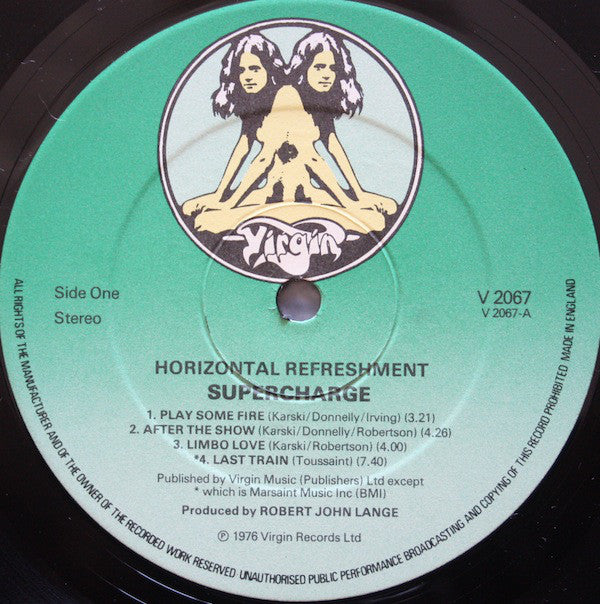 Virgin
Side One
Stereo
V 2067
V 2067-A
HORIZONTAL REFRESHMENT
SUPERCHARGE
1. PLAY SOME FIRE (Karski/Donnelly/Irving) (3.21)
2. AFTER THE SHOW (Karski/Donnelly/Robertson) (4.26)
3. LIMBO LOVE (Karski/Robertson) (4.00)
*4. LAST TRAIN (Toussaint) (7.40)
Published by Virgin Music (Publishers) Ltd except
* which is Marsaint Music Inc (BMI)
Produced by ROBERT JOHN LANGE
℗ 1976 Virgin Records Ltd
ALL RIGHTS OF THE MANUFACTURER AND OF THE OWNER OF THE RECORDED WORK RESERVED UNAUTHORISED PUBLIC PERFORMANCE BROADCASTING AND COPYING OF THIS RECORD PROHIBITED MADE IN ENGLAND